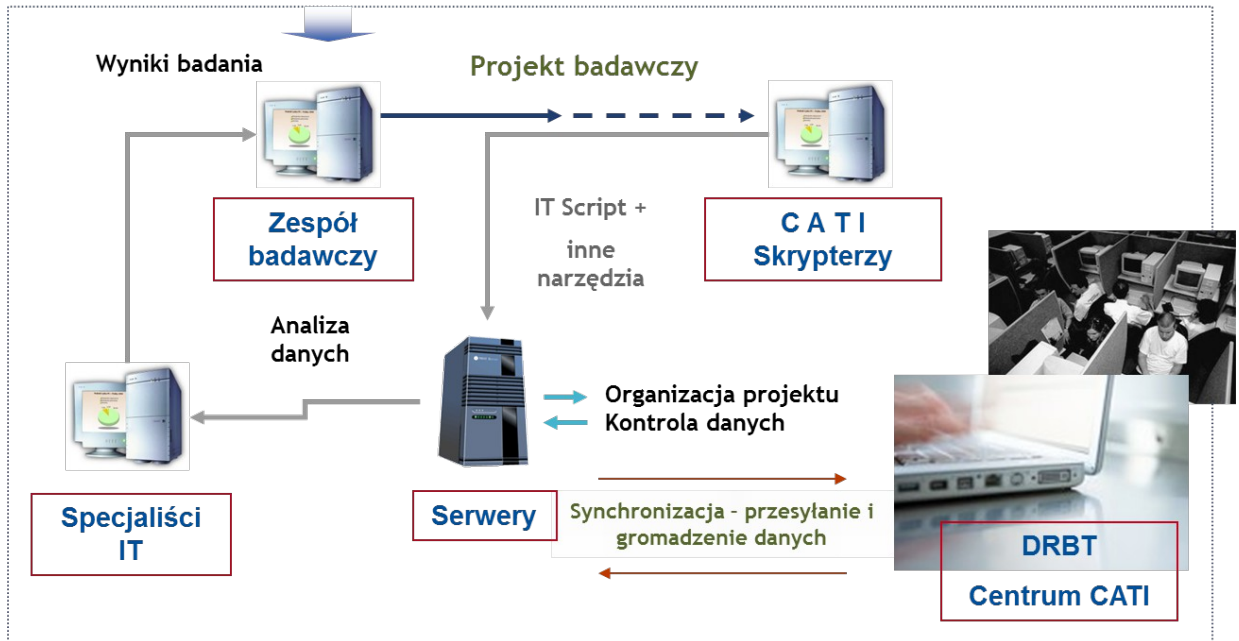 Wyniki badania
Projekt badawczy
Zespół
badawczy
IT Script +
inne
narzędzia
C A T I
Skrypterzy
Analiza
danych
Organizacja projektu
Kontrola danych
Specjaliści
IT
Serwery
Synchronizacja – przesyłanie i
gromadzenie danych
DRBT
Centrum CATI